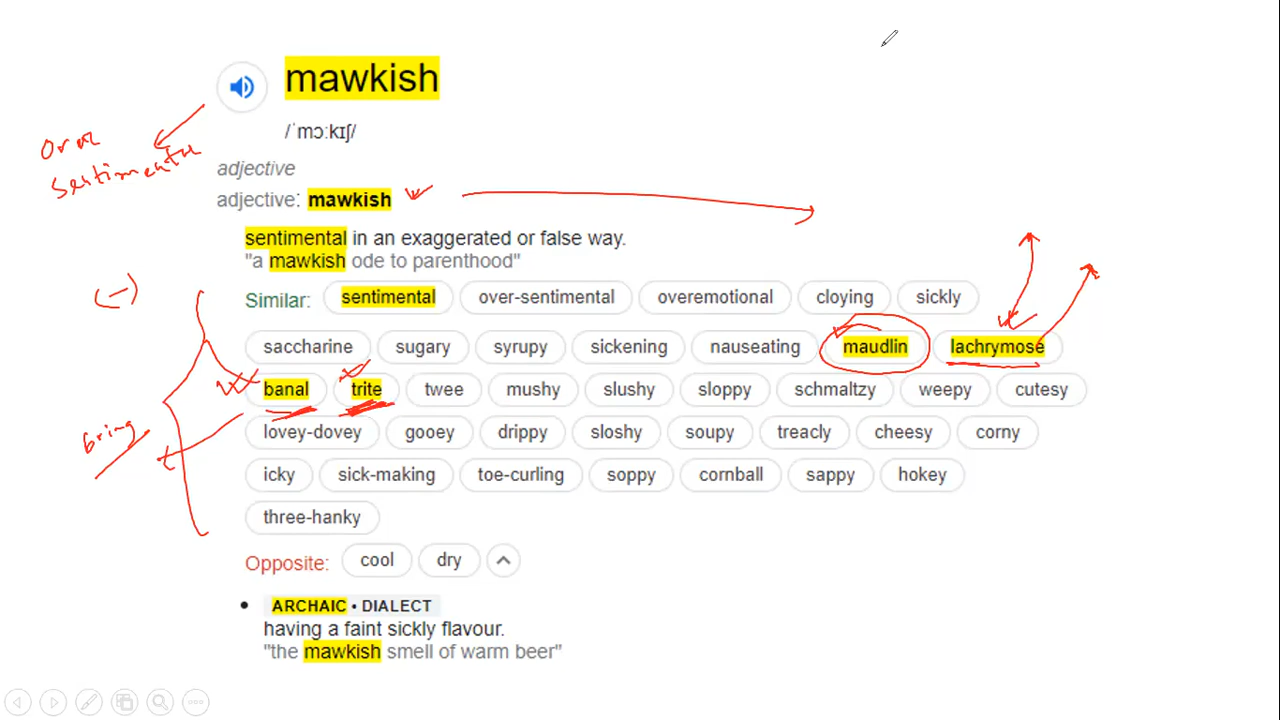 mawkish
/ˈmɔːkɪʃ/
adjective
adjective: mawkish
sentimental in an exaggerated or false way.
"a mawkish ode to parenthood"
Similar: sentimental over-sentimental overemotional cloying sickly
saccharine sugary syrupy sickening nauseating maudlin lachrymose
banal trite twee mushy slushy sloppy schmaltzy weepy cutesy
lovey-dovey gooey drippy sloshy soupy treacly cheesy corny
icky sick-making toe-curling soppy cornball sappy hokey
three-hanky
Opposite: cool dry
ARCHAIC • DIALECT
having a faint sickly flavour.
"the mawkish smell of warm beer"
(-)